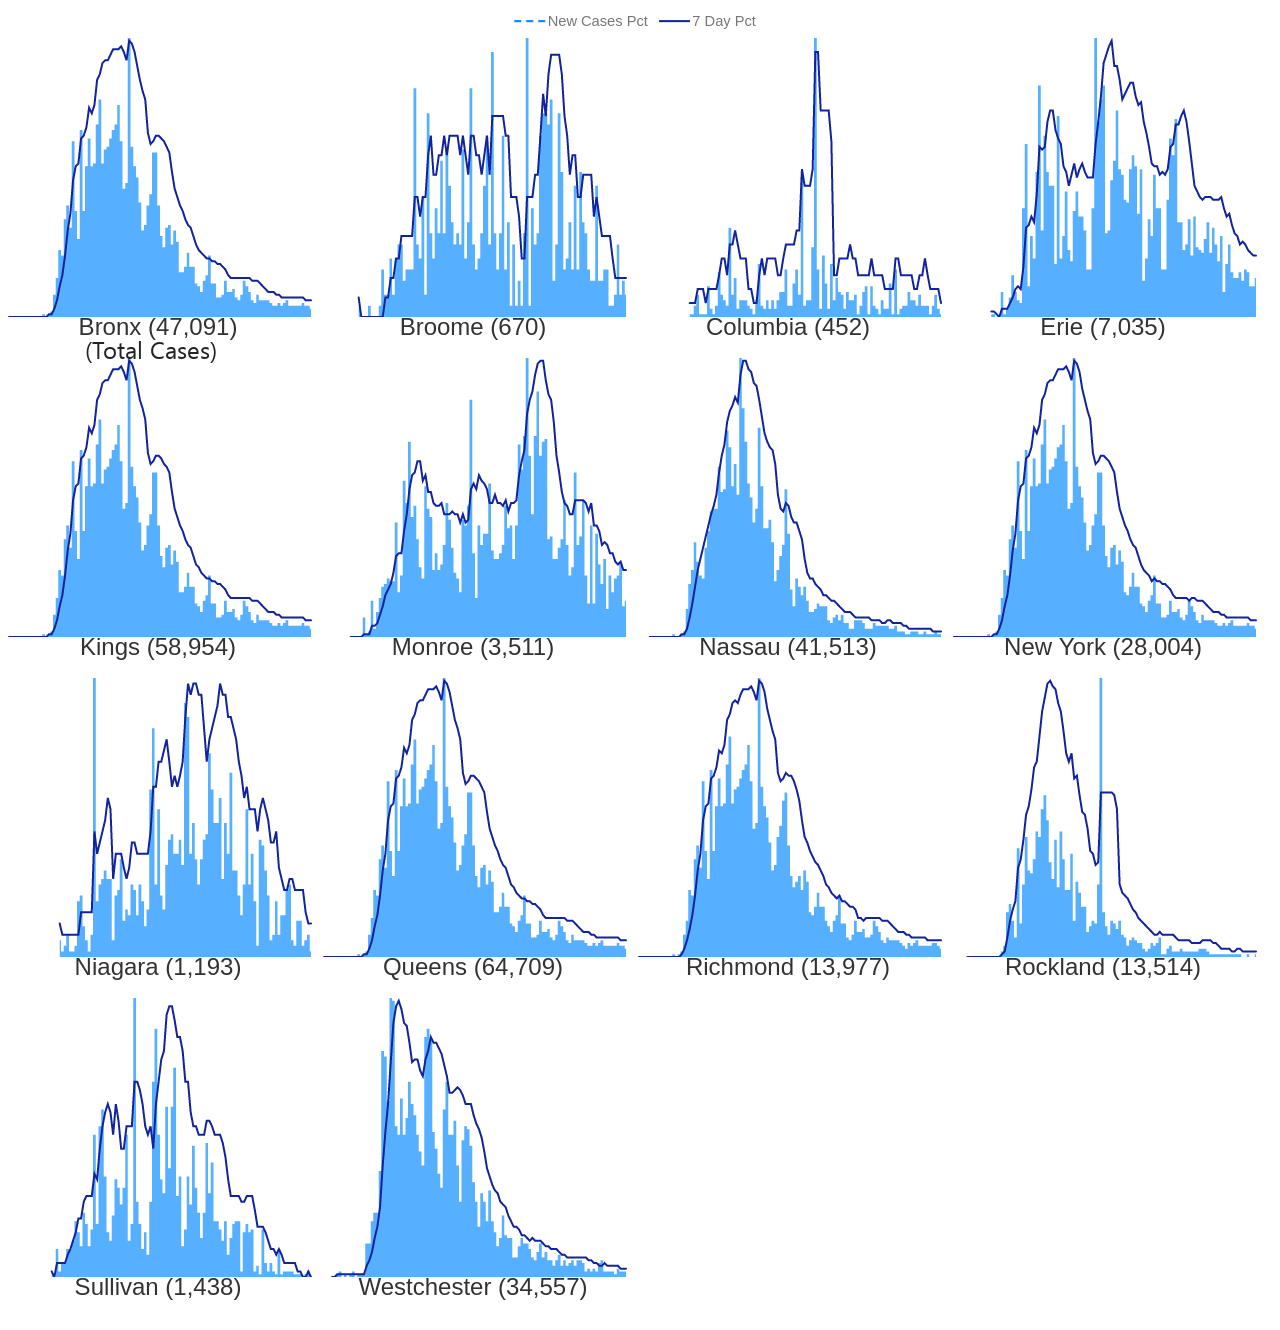 New Cases Pct 7 Day Pct
Bronx (47,091) Broome (670) Columbia (452) Erie (7,035)
(Total Cases)
Kings (58,954) Monroe (3,511) Nassau (41,513) New York (28,004)
Niagara (1,193) Queens (64,709) Richmond (13,977) Rockland (13,514)
Sullivan (1,438) Westchester (34,557)